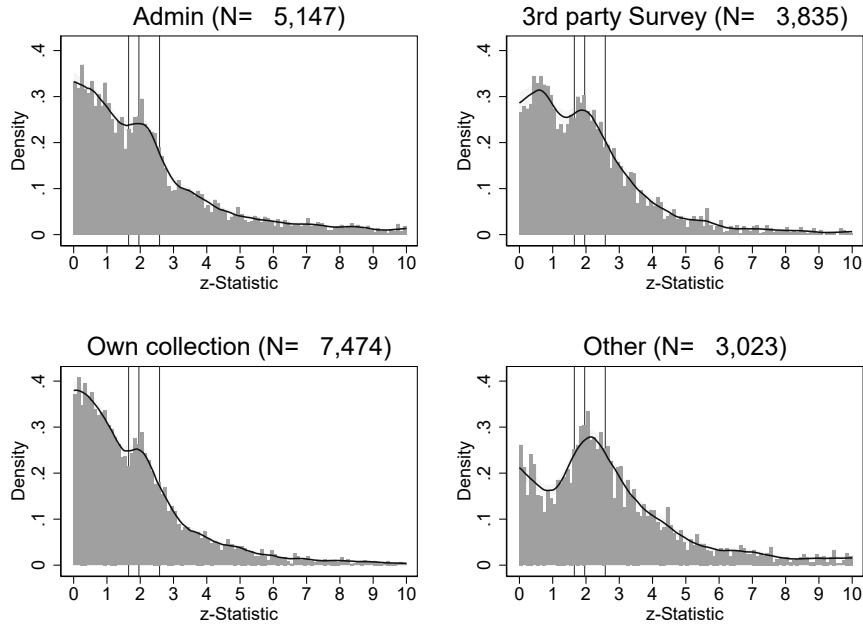 Admin (N= 5,147)
Density
.4
.3
.2
.1
0
0 1 2 3 4 5 6 7 8 9 10
z-Statistic
3rd party Survey (N= 3,835)
Density
.4
.3
.2
.1
0
0 1 2 3 4 5 6 7 8 9 10
z-Statistic
Own collection (N= 7,474)
Density
.4
.3
.2
.1
0
0 1 2 3 4 5 6 7 8 9 10
z-Statistic
Other (N= 3,023)
Density
.4
.3
.2
.1
0
0 1 2 3 4 5 6 7 8 9 10
z-Statistic